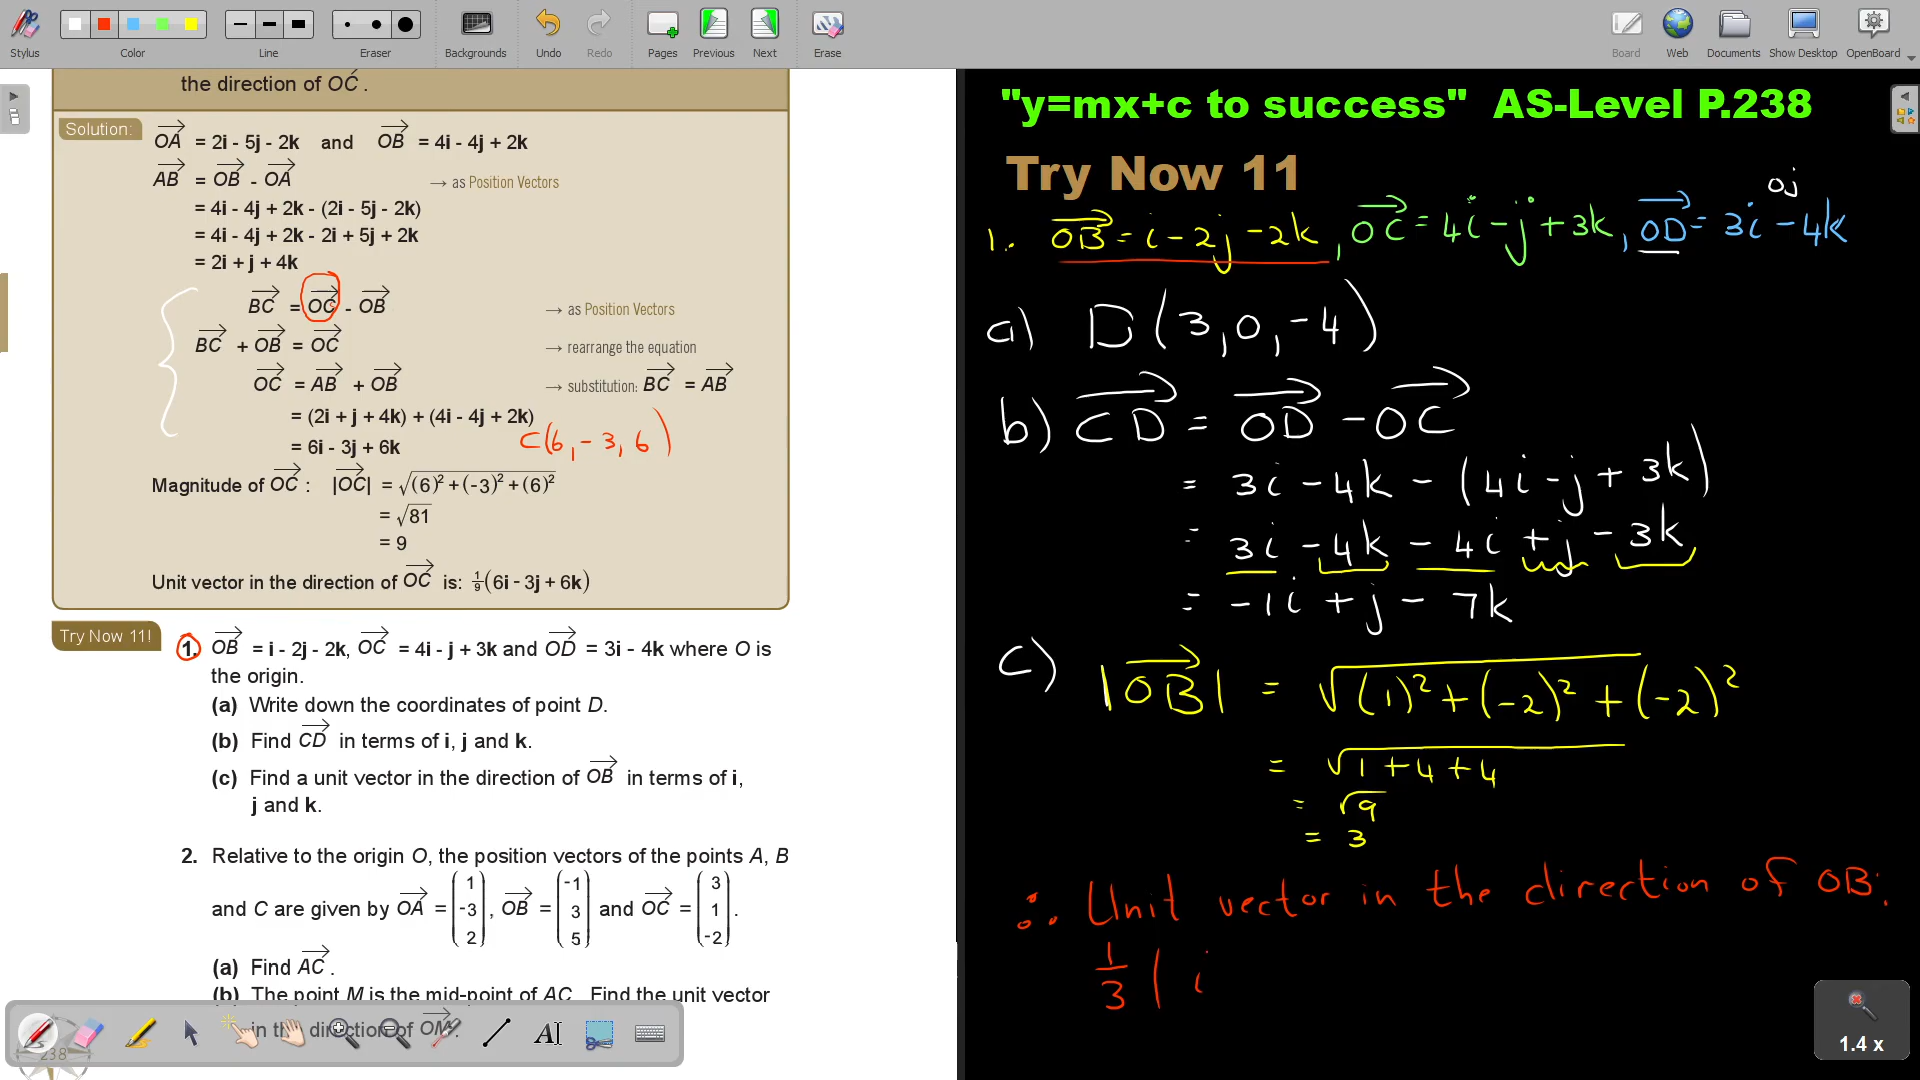 Stylus Color Line Eraser Backgrounds Undo Redo Pages Previous Next Erase Board Web Documents Show Desktop OpenBoard
the direction of OC .
Solution:
OA = 2i - 5j - 2k and OB = 4i - 4j + 2k
AB = OB - OA → as Position Vectors
= 4i - 4j + 2k - (2i - 5j - 2k)
= 4i - 4j + 2k - 2i + 5j + 2k
= 2i + j + 4k
BC = OC - OB → as Position Vectors
BC + OB = OC → rearrange the equation
OC = AB + OB → substitution: BC = AB
= (2i + j + 4k) + (4i - 4j + 2k)
= 6i - 3j + 6k C(6, -3, 6)
Magnitude of OC : |OC| = √(6)² + (-3)² + (6)²
= √81
= 9
Unit vector in the direction of OC is: 1/9 (6i - 3j + 6k)
Try Now 11!
1. OB = i - 2j - 2k, OC = 4i - j + 3k and OD = 3i - 4k where O is
the origin.
(a) Write down the coordinates of point D.
(b) Find CD in terms of i, j and k.
(c) Find a unit vector in the direction of OB in terms of i,
j and k.
2. Relative to the origin O, the position vectors of the points A, B
and C are given by OA = (1 -3 2), OB = (-1 3 5) and OC = (3 1 -2).
(a) Find AC.
(b) The point M is the mid-point of AC. Find the unit vector
in the direction of OM.
238
"y=mx+c to success" AS-Level P.238
Try Now 11
0j
1. OB = i - 2j - 2k, OC = 4i - j + 3k, OD = 3i - 4k
a) D(3, 0, -4)
b) CD = OD - OC
= 3i - 4k - (4i - j + 3k)
= 3i - 4k - 4i + j - 3k
= -1i + j - 7k
c) |OB| = √(1)² + (-2)² + (-2)²
= √1 + 4 + 4
= √9
= 3
∴ Unit vector in the direction of OB:
1/3 ( i
1.4 x